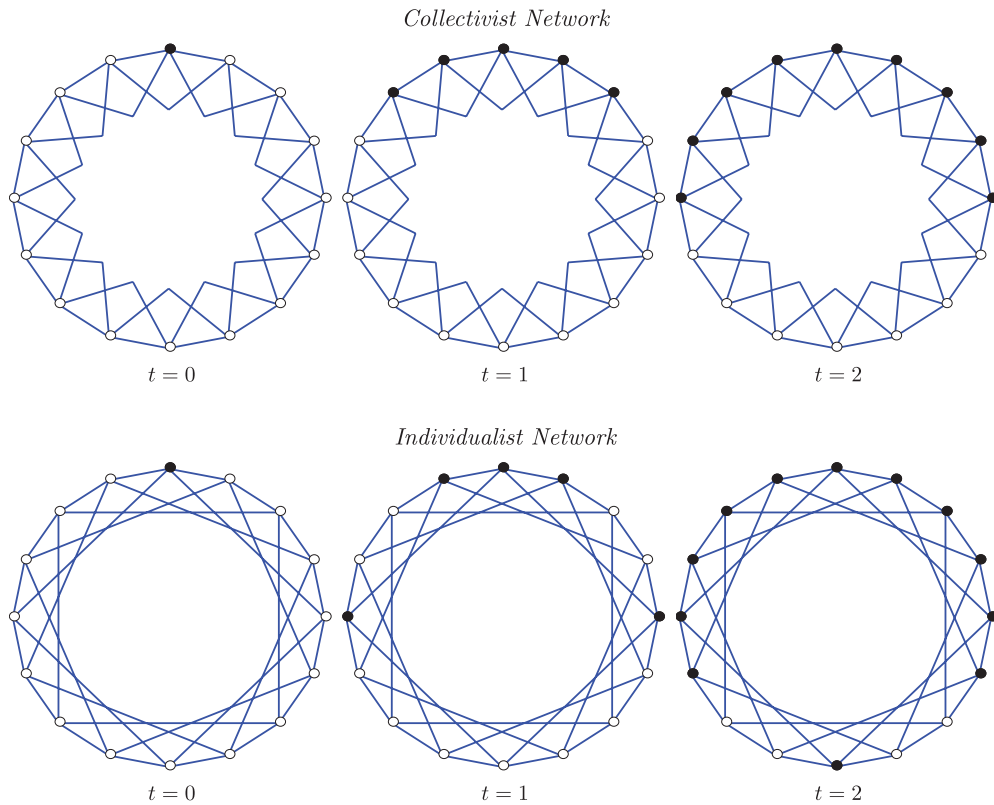 Collectivist Network
t = 0
t = 1
t = 2
Individualist Network
t = 0
t = 1
t = 2